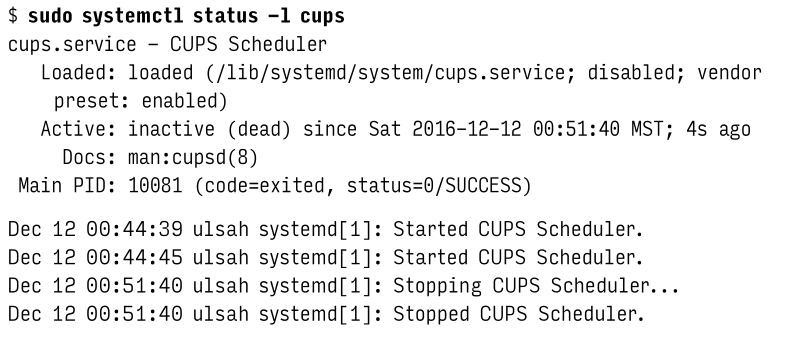 $ sudo systemctl status -l cups
cups.service - CUPS Scheduler
Loaded: loaded (/lib/systemd/system/cups.service; disabled; vendor
preset: enabled)
Active: inactive (dead) since Sat 2016-12-12 00:51:40 MST; 4s ago
Docs: man:cupsd(8)
Main PID: 10081 (code=exited, status=0/SUCCESS)
Dec 12 00:44:39 ulsah systemd[1]: Started CUPS Scheduler.
Dec 12 00:44:45 ulsah systemd[1]: Started CUPS Scheduler.
Dec 12 00:51:40 ulsah systemd[1]: Stopping CUPS Scheduler...
Dec 12 00:51:40 ulsah systemd[1]: Stopped CUPS Scheduler.